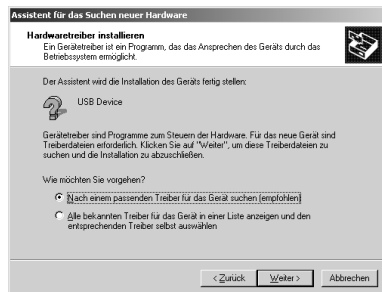 Assistent für das Suchen neuer Hardware
Hardwaretreiber installieren
Ein Gerätetreiber ist ein Programm, das das Ansprechen des Geräts durch das
Betriebssystem ermöglicht.
Der Assistent wird die Installation des Geräts fertig stellen:
USB Device
Gerätetreiber sind Programme zum Steuern der Hardware. Für das neue Gerät sind
Treiberdateien erforderlich. Klicken Sie auf "Weiter", um diese Treiberdateien zu
suchen und die Installation zu abzuschließen.
Wie möchten Sie vorgehen?
Nach einem passenden Treiber für das Gerät suchen (empfohlen)
Alle bekannten Treiber für das Gerät in einer Liste anzeigen und den
entsprechenden Treiber selbst auswählen
< Zurück Weiter > Abbrechen